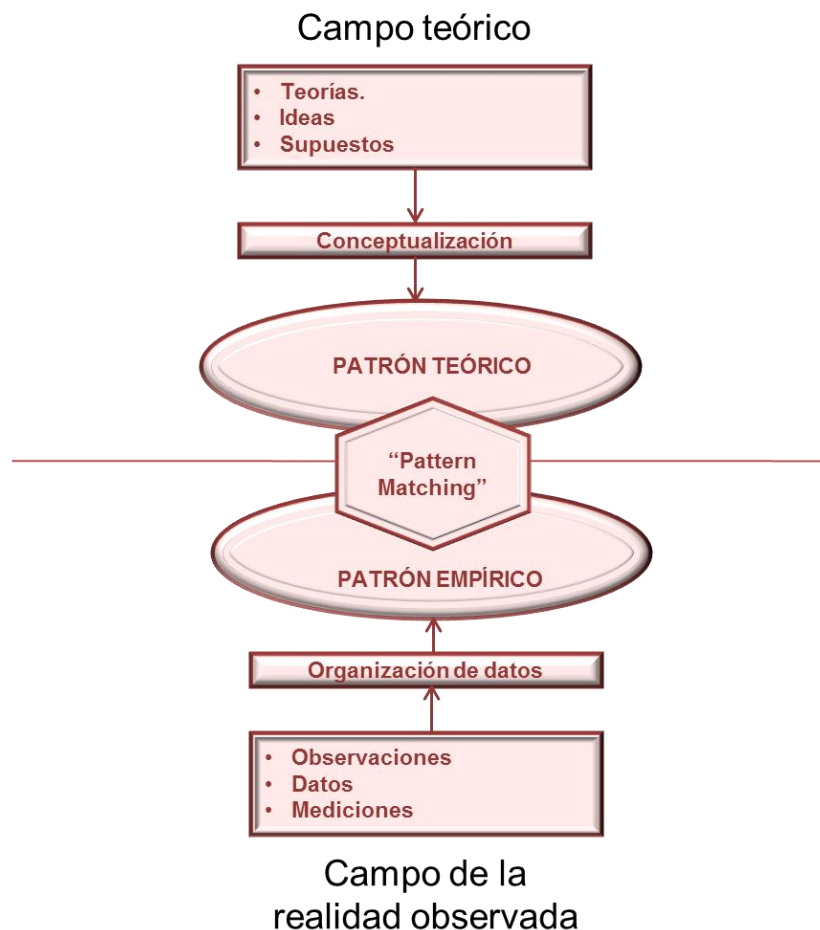 Campo teórico
• Teorías.
• Ideas
• Supuestos
Conceptualización
PATRÓN TEÓRICO
“Pattern
Matching”
PATRÓN EMPÍRICO
Organización de datos
• Observaciones
• Datos
• Mediciones
Campo de la
realidad observada